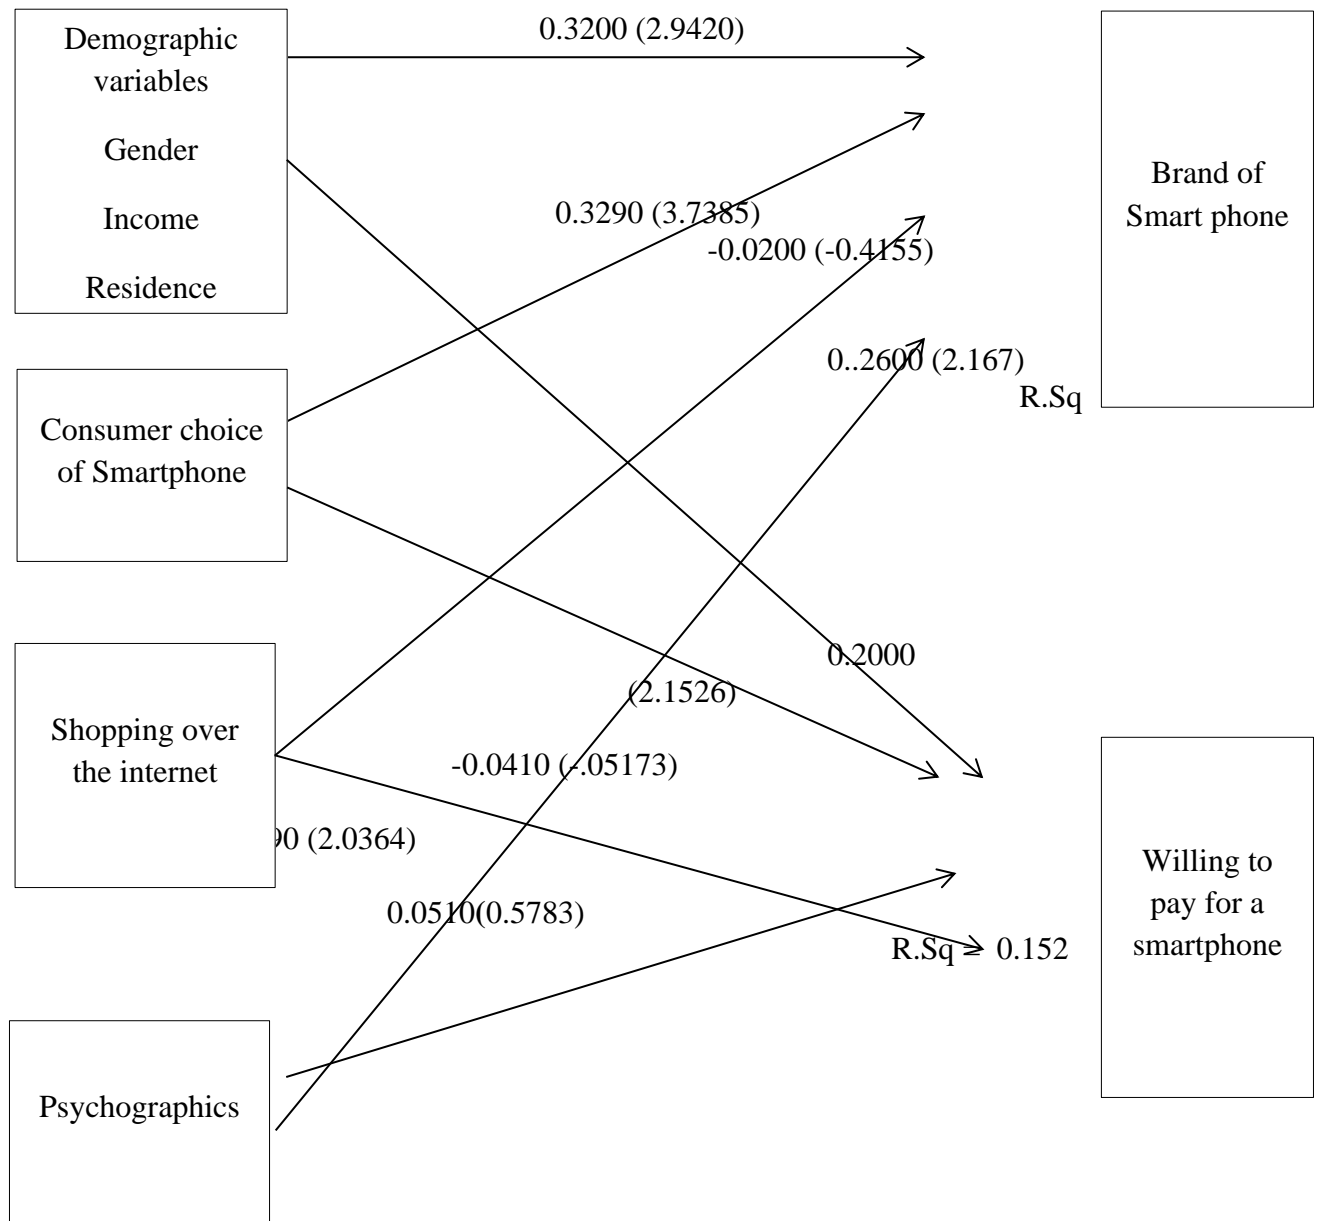 Demographic
variables
Gender
Income
Residence
0.3200 (2.9420)
Brand of
Smart phone
0.3290 (3.7385)
-0.0200 (-0.4155)
0..2600 (2.167)
R.Sq
Consumer choice
of Smartphone
0.2000
(2.1526)
Shopping over
the internet
-0.0410 (-.05173)
90 (2.0364)
0.0510(0.5783)
R.Sq = 0.152
Willing to
pay for a
smartphone
Psychographics